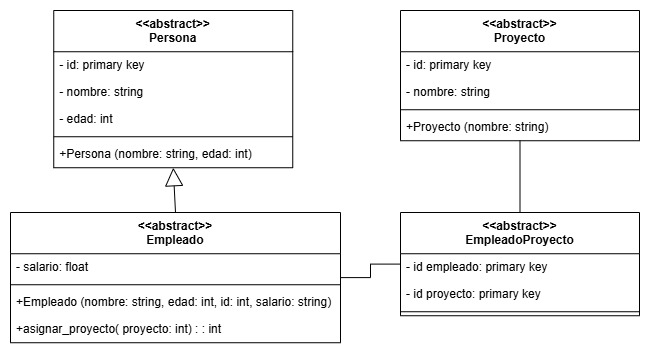 <<abstract>>
Persona
- id: primary key
- nombre: string
- edad: int
+Persona (nombre: string, edad: int)
<<abstract>>
Proyecto
- id: primary key
- nombre: string
+Proyecto (nombre: string)
<<abstract>>
Empleado
- salario: float
+Empleado (nombre: string, edad: int, id: int, salario: string)
+asignar_proyecto( proyecto: int) : : int
<<abstract>>
EmpleadoProyecto
- id empleado: primary key
- id proyecto: primary key